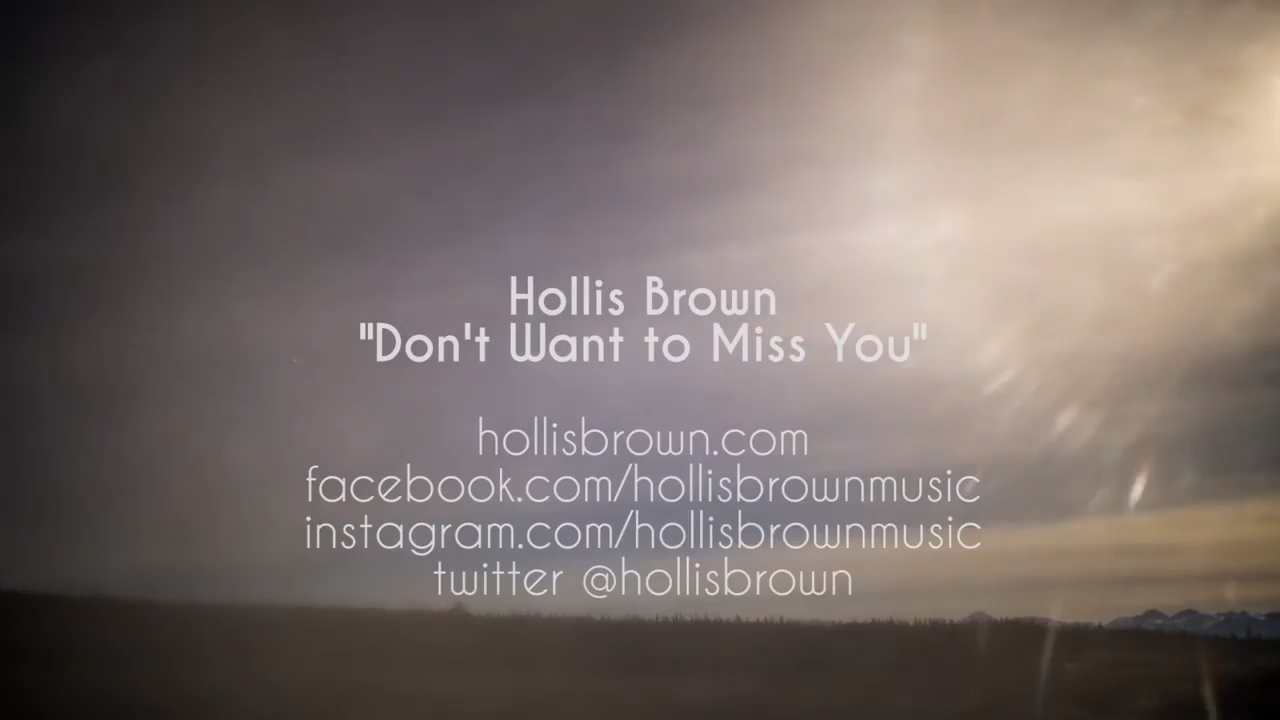 Hollis Brown
"Don't Want to Miss You"
hollisbrown.com
facebook.com/hollisbrownmusic
instagram.com/hollisbrownmusic
twitter @hollisbrown